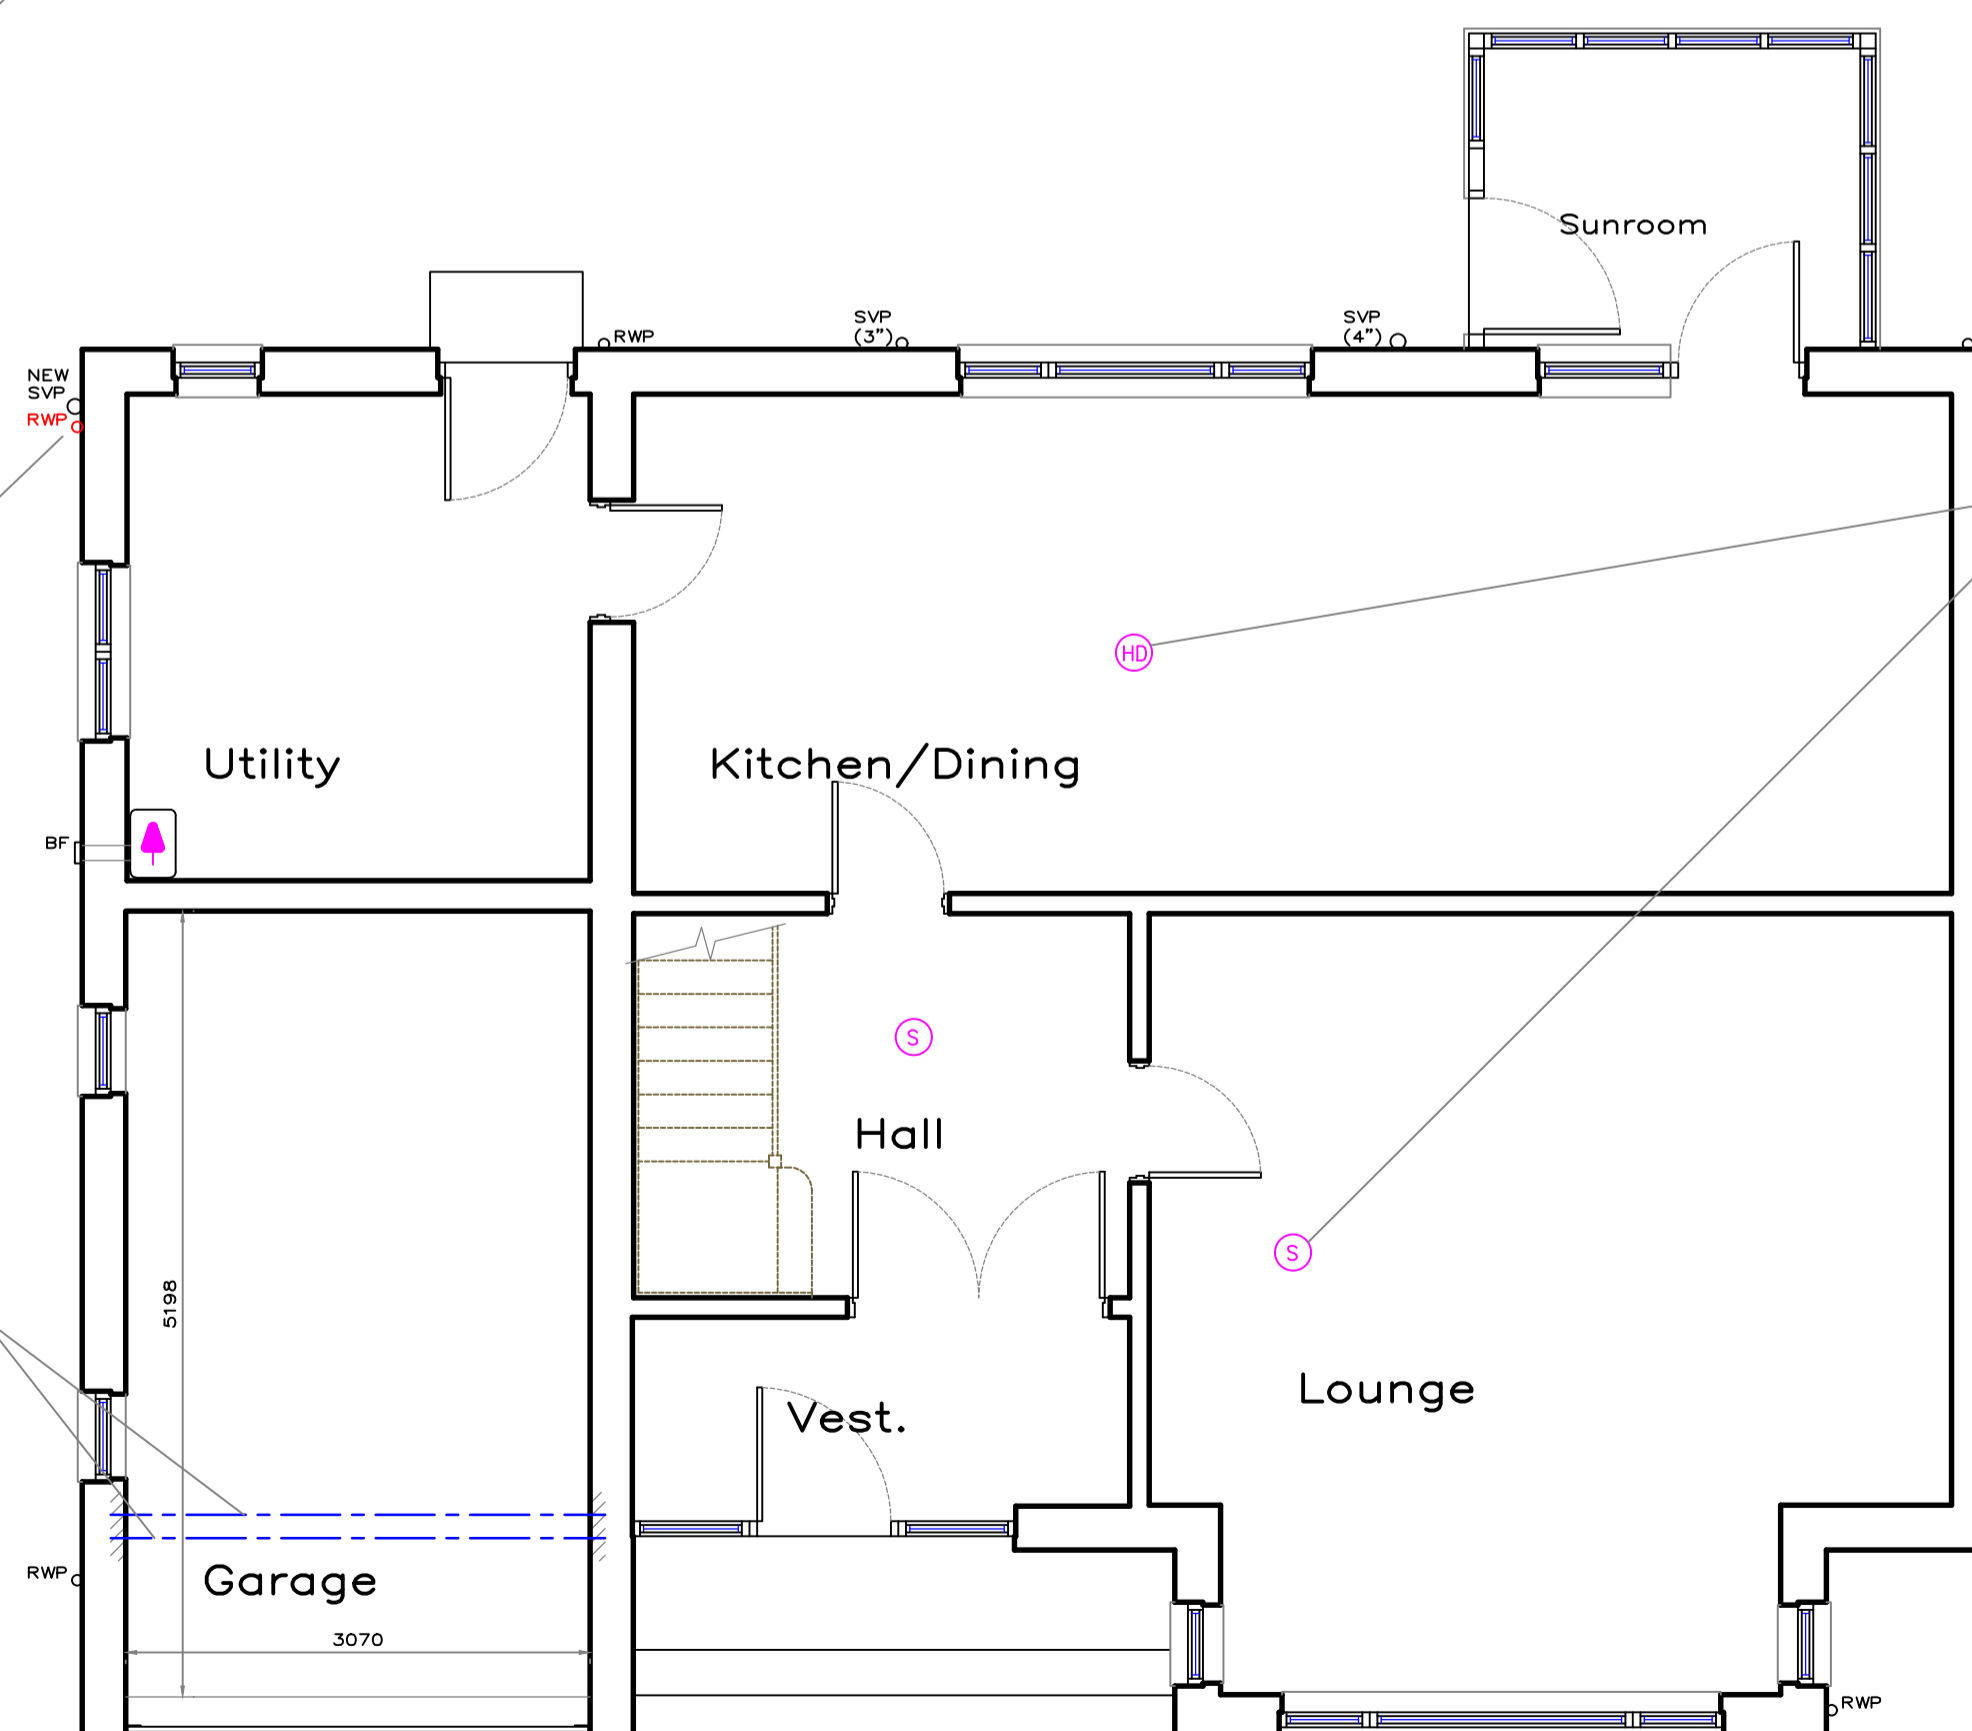 Sunroom
SVP
(3")
SVP
(4")
RWP
NEW
SVP
RWP
HD
Utility
Kitchen/Dining
BF
S
Hall
S
5198
Lounge
Vest.
RWP
Garage
3070
RWP